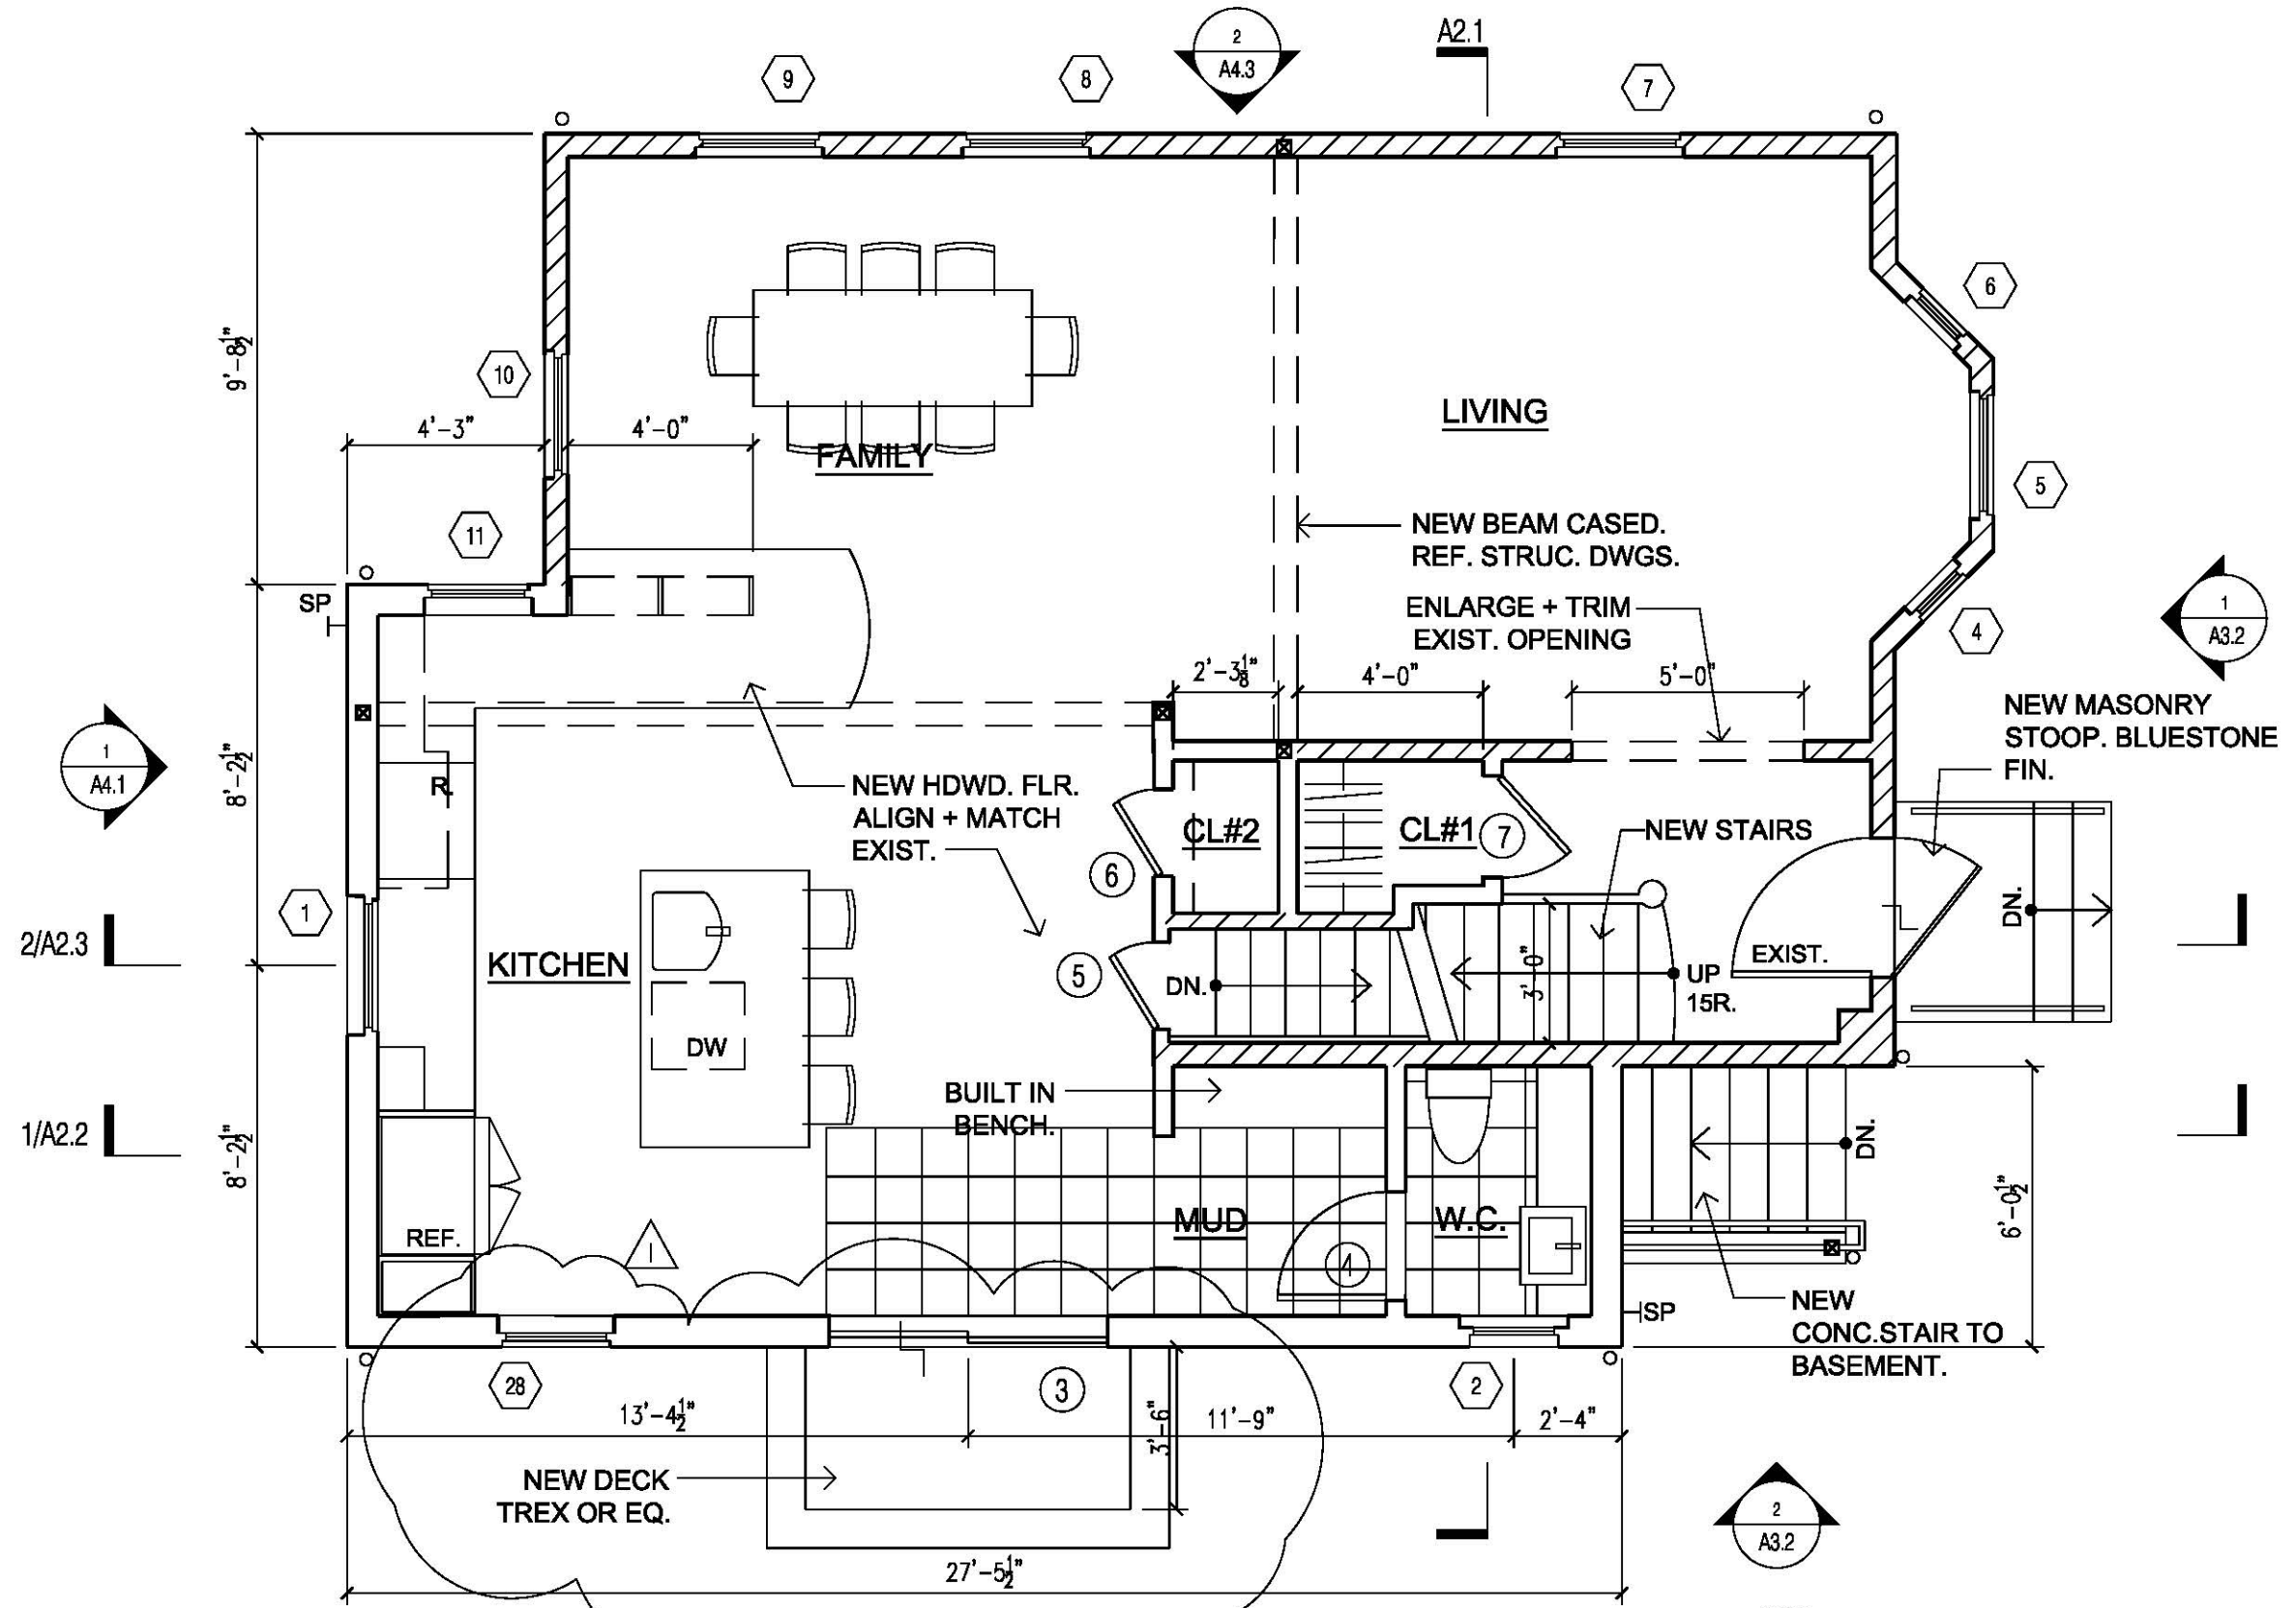 2
A4.3
A2.1
9
8
7
6
5
4
10
11
9'-8½"
4'-3"
4'-0"
FAMILY
LIVING
NEW BEAM CASED.
REF. STRUC. DWGS.
ENLARGE + TRIM
EXIST. OPENING
SP
2'-3⅛"
4'-0"
5'-0"
1
A3.2
NEW MASONRY
STOOP. BLUESTONE
FIN.
1
A4.1
8'-2½"
R.
NEW HDWD. FLR.
ALIGN + MATCH
EXIST.
CL#2
CL#1
7
NEW STAIRS
6
1
2/A2.3
KITCHEN
5
DN.
3'-0"
UP
15R.
EXIST.
DN.
DW
BUILT IN
BENCH.
1/A2.2
8'-2½"
REF.
1
MUD
4
W.C.
DN.
6'-0½"
SP
NEW
CONC.STAIR TO
BASEMENT.
28
3
2
13'-4½"
3'-6"
11'-9"
2'-4"
NEW DECK
TREX OR EQ.
27'-5½"
2
A3.2